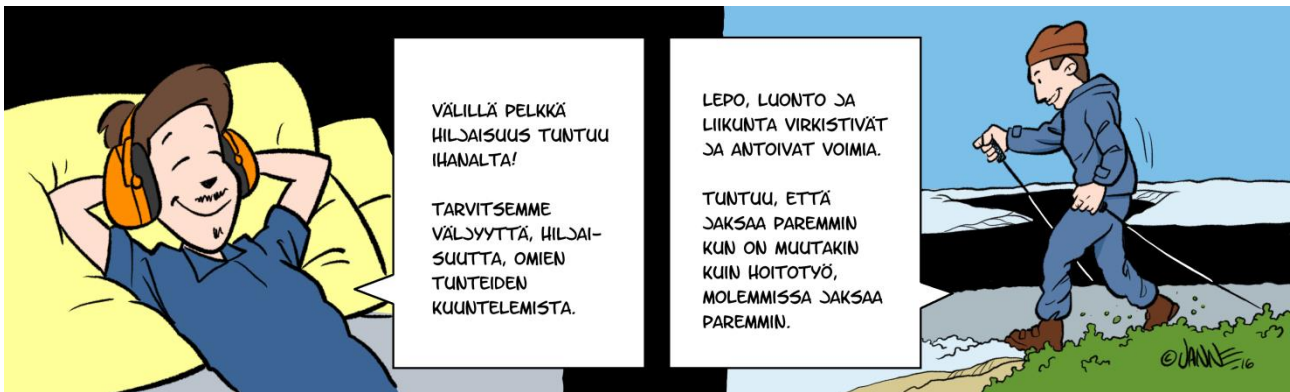 VÄLILLÄ PELKKÄ
HILJAISUUS TUNTUU
IHANALTA!
TARVITSEMME
VÄLJYYTTÄ, HILJAI-
SUUTTA, OMIEN
TUNTEIDEN
KUUNTELEMISTA.
LEPO, LUONTO JA
LIIKUNTA VIRKISTIVÄT
JA ANTOIVAT VOIMIA.
TUNTUU, ETTÄ
JAKSAA PAREMMIN
KUN ON MUUTAKIN
KUIN HOITOTYÖ,
MOLEMMISSA JAKSAA
PAREMMIN.
©JANNE-16